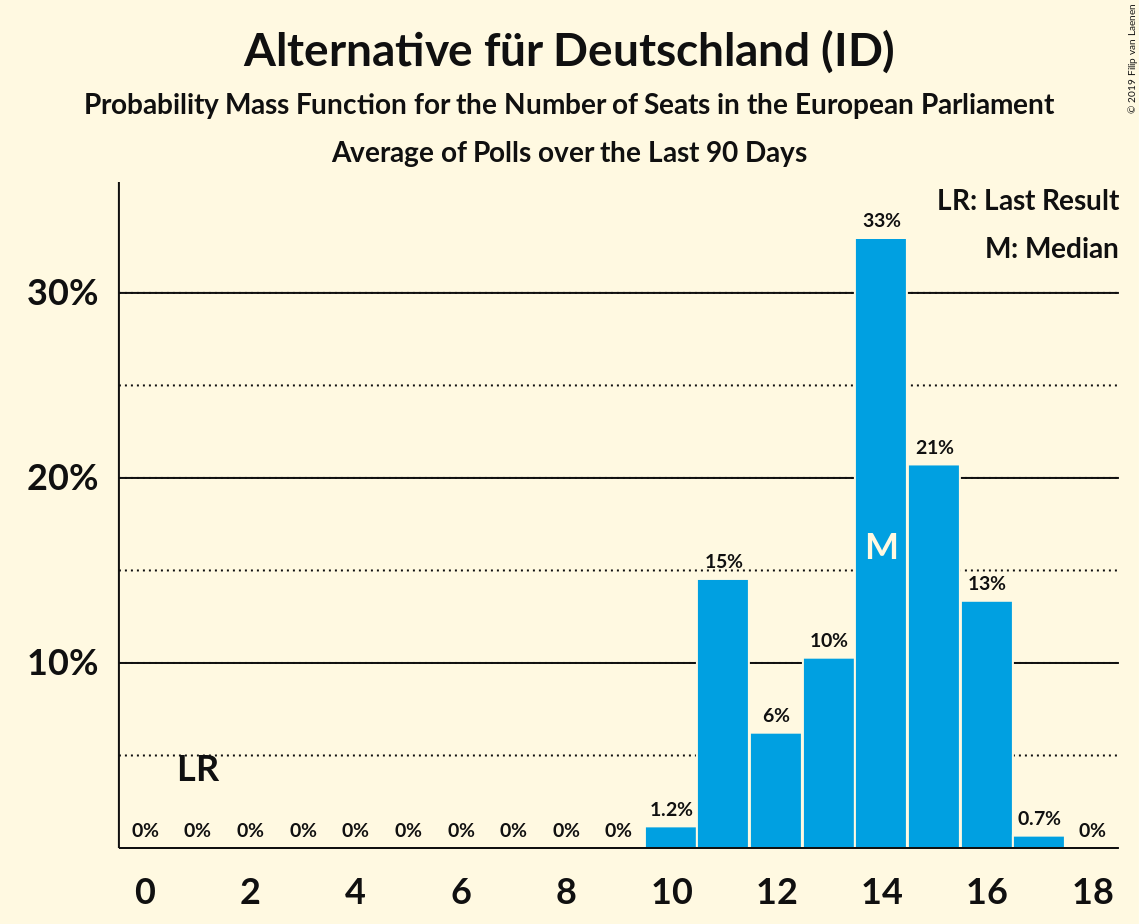 Alternative für Deutschland (ID)
Probability Mass Function for the Number of Seats in the European Parliament
Average of Polls over the Last 90 Days
© 2019 Filip van Laenen
LR: Last Result
M: Median
30%
20%
10%
0% 0% 0% 0% 0% 0% 0% 0% 0% 0% 1.2% 15% 6% 10% 33% 21% 13% 0.7% 0%
LR
M
0 2 4 6 8 10 12 14 16 18